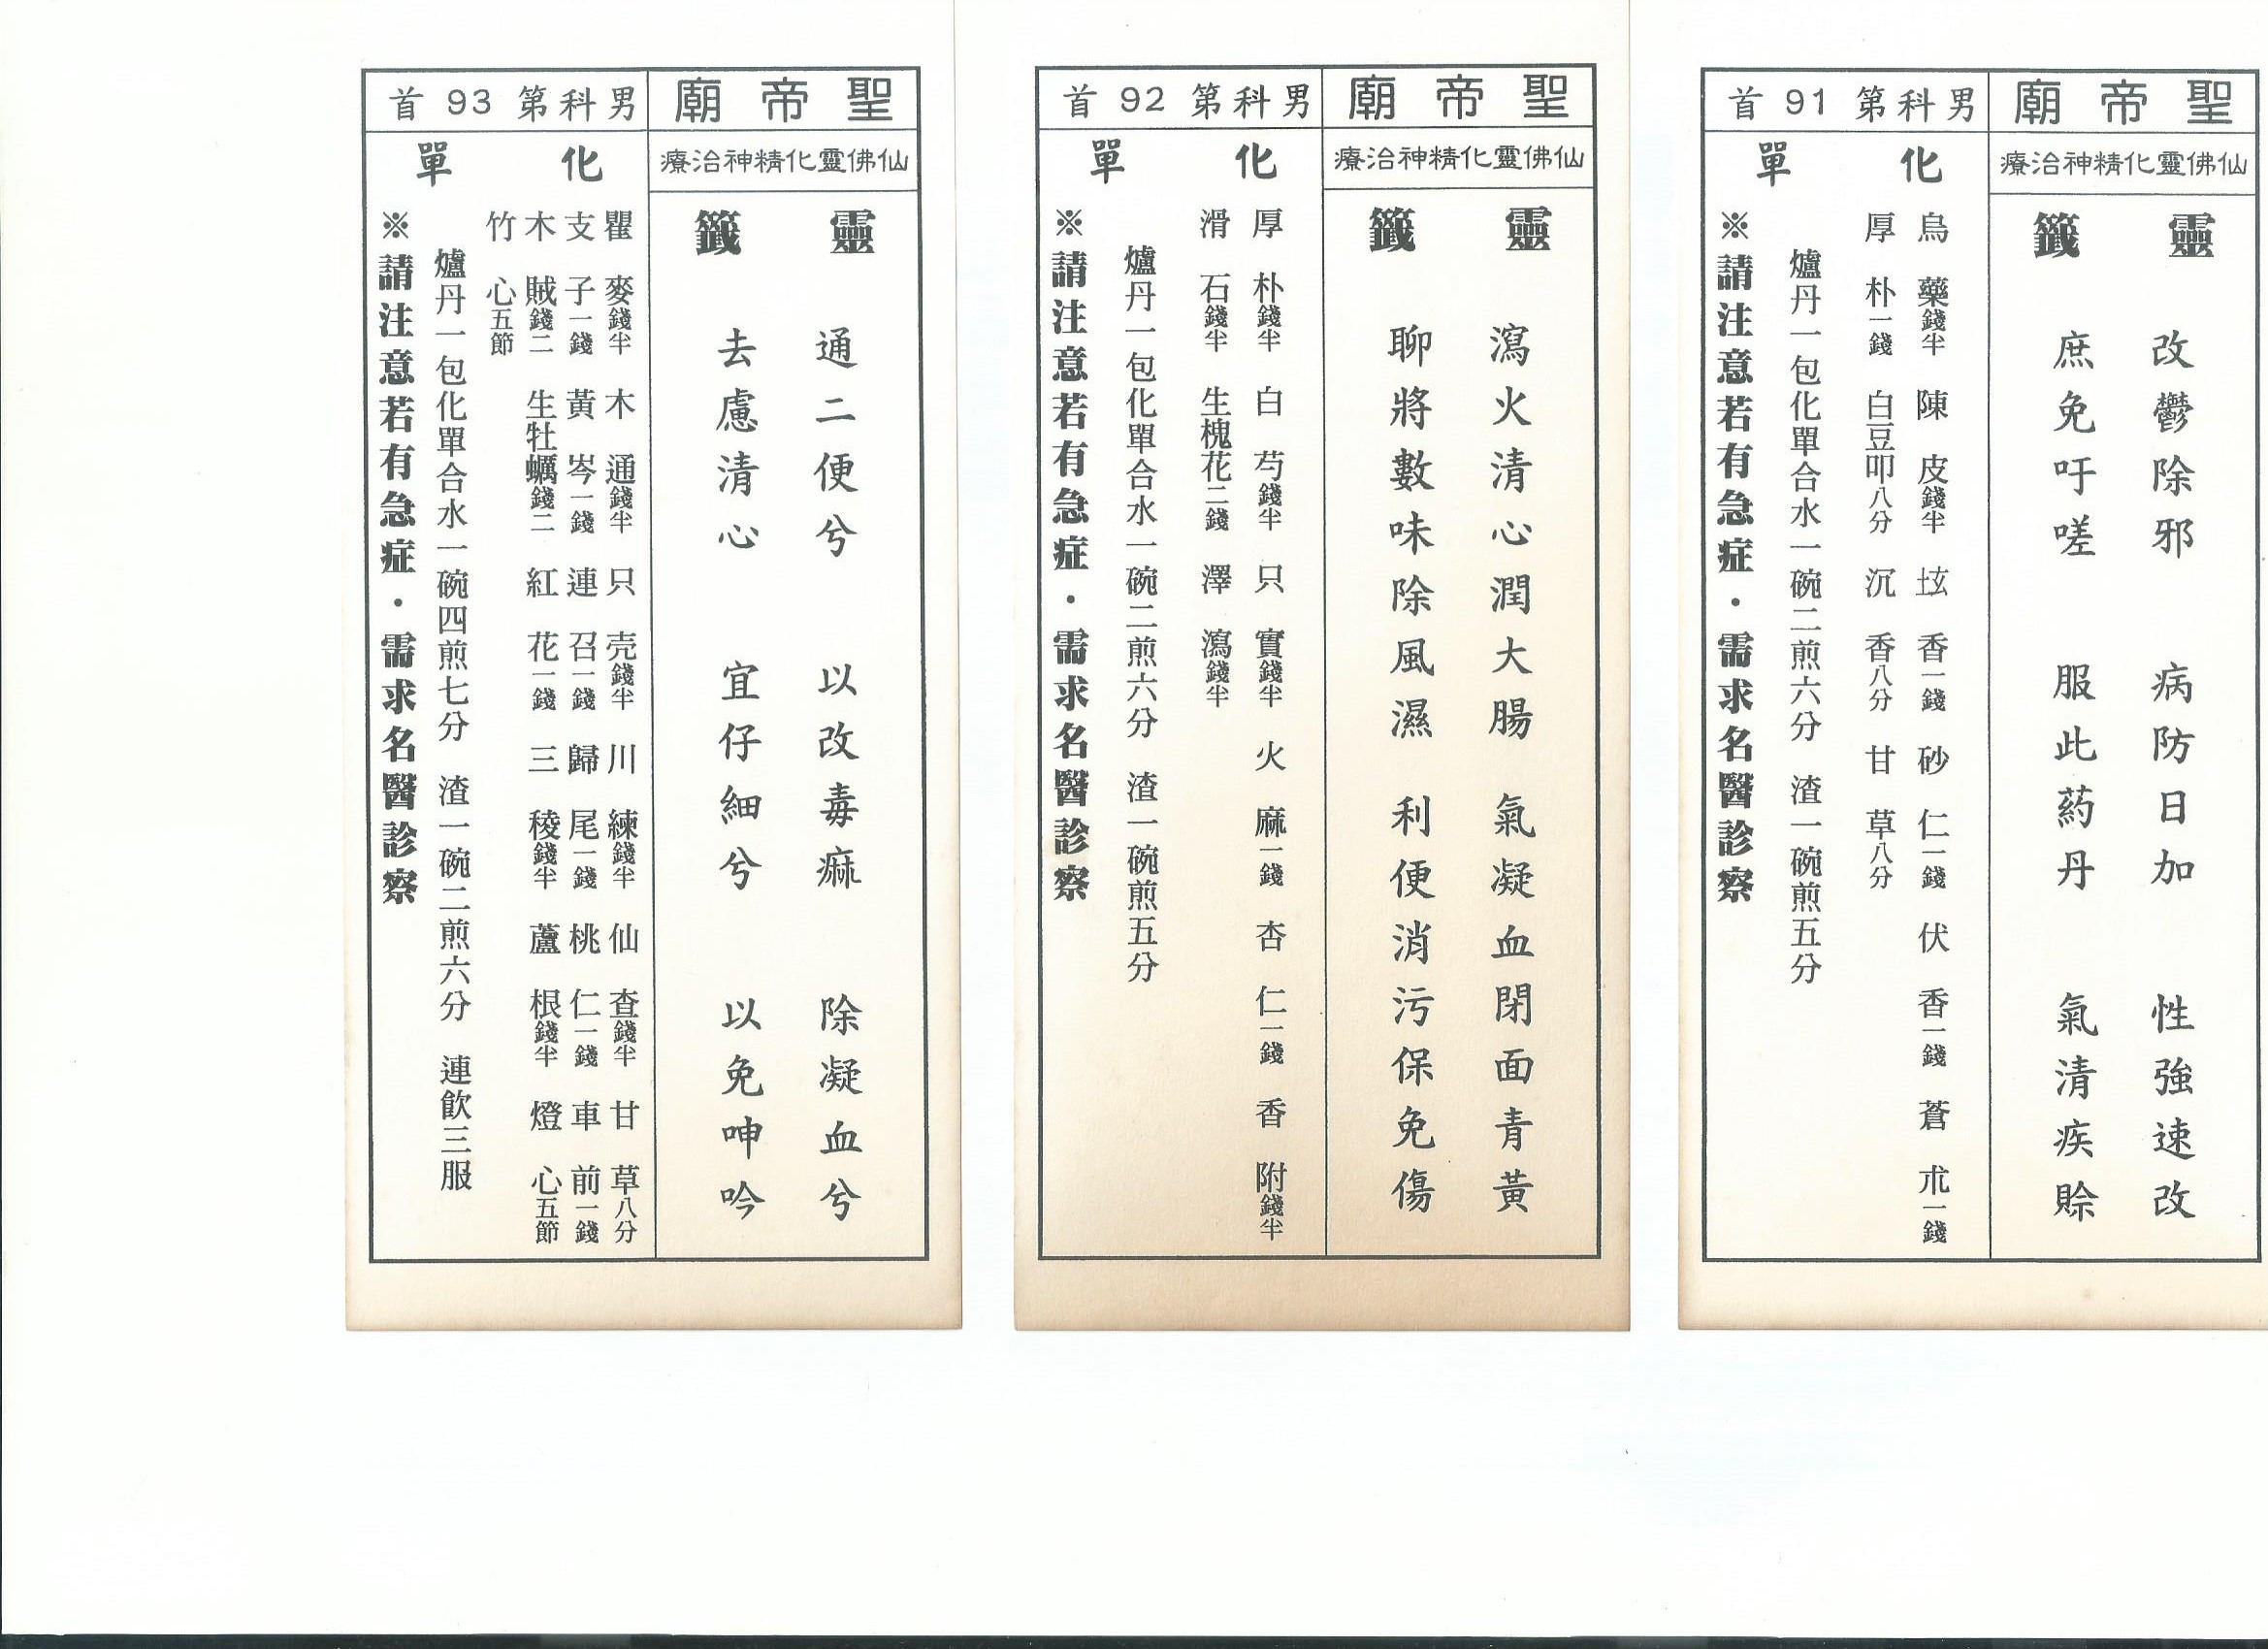 聖帝廟
男科第91首
仙佛靈化精神治療
靈籤
改鬱除邪　病防日加　性強速改
庶免吁嗟　服此葯丹　氣清疾賒
化單
烏藥錢半　陳皮錢半　香一錢　砂仁一錢　伏香一錢　蒼朮一錢
厚朴一錢　白豆叩八分　沉香八分　甘草八分
爐丹一包化單合水一碗二煎六分　渣一碗煎五分
※請注意若有急症．需求名醫診察
聖帝廟
男科第92首
仙佛靈化精神治療
靈籤
瀉火清心潤大腸　氣凝血閉面青黃
聊將數味除風濕　利便消污保免傷
化單
厚朴錢半　白芍錢半　只實錢半　火麻一錢　杏仁一錢　香附錢半
滑石錢半　生槐花二錢　澤瀉錢半
爐丹一包化單合水一碗二煎六分　渣一碗煎五分
※請注意若有急症．需求名醫診察
聖帝廟
男科第93首
仙佛靈化精神治療
靈籤
通二便兮　以改毒痲　除凝血兮
去慮清心　宜仔細兮　以免呻吟
化單
瞿麥錢半　木通錢半　只壳錢半　川練錢半　仙查錢半　甘草八分
支子一錢　黃岑一錢　連召一錢　歸尾一錢　桃仁一錢　車前一錢
木賊錢二　生牡蠣錢二　紅花一錢　三稜錢半　蘆根錢半　燈心五節
竹心五節
爐丹一包化單合水一碗四煎七分　渣一碗二煎六分　連飲三服
※請注意若有急症．需求名醫診察